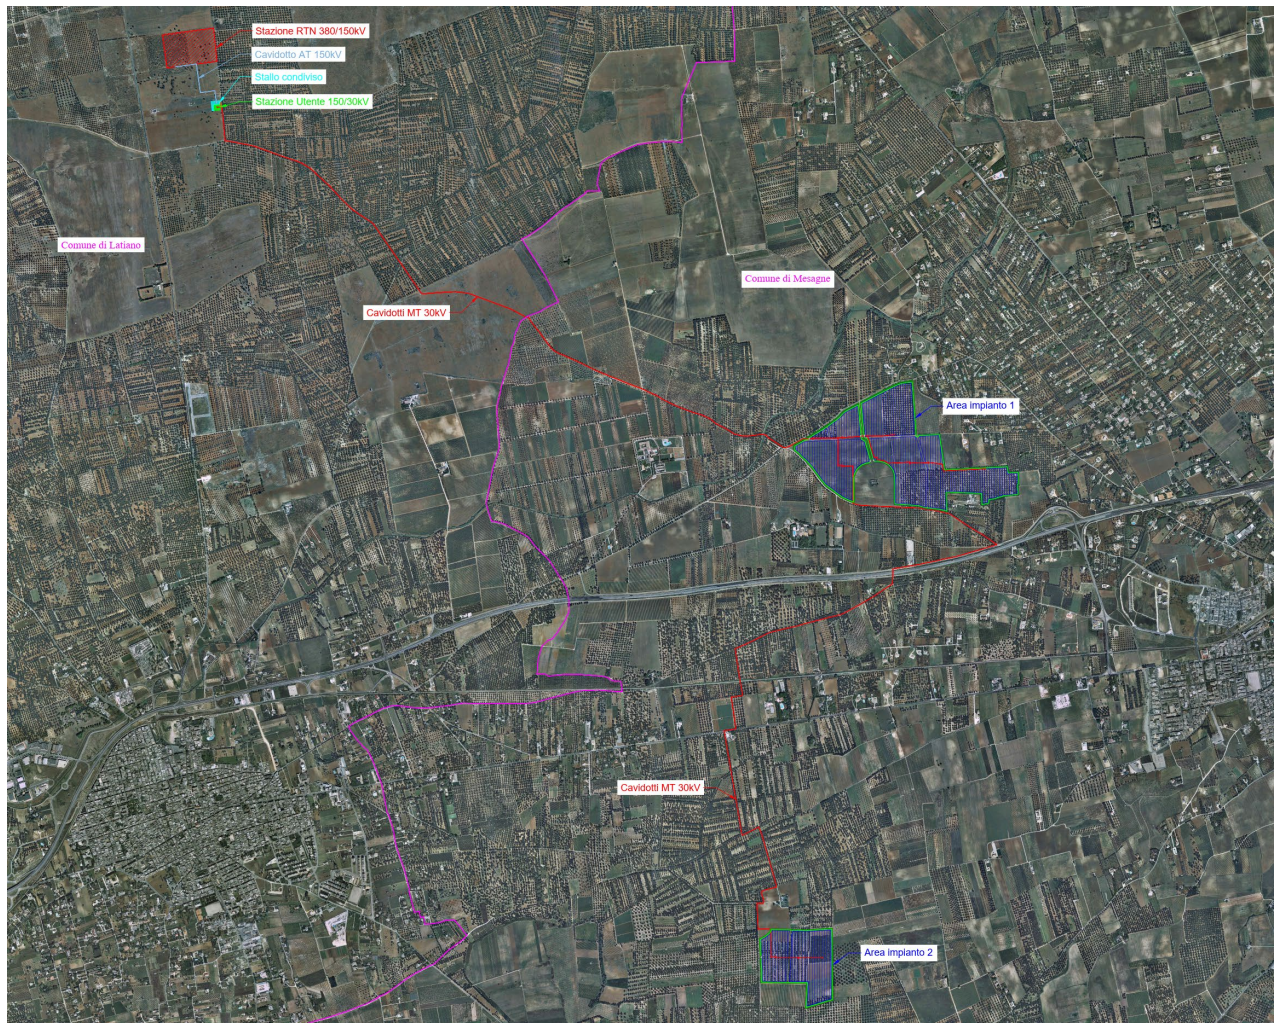 Stazione RTN 380/150kV
Cavidotto AT 150kV
Stallo condiviso
Stazione Utente 150/30kV
Comune di Latiano
Comune di Mesagne
Cavidotti MT 30kV
Area impianto 1
Cavidotti MT 30kV
Area impianto 2